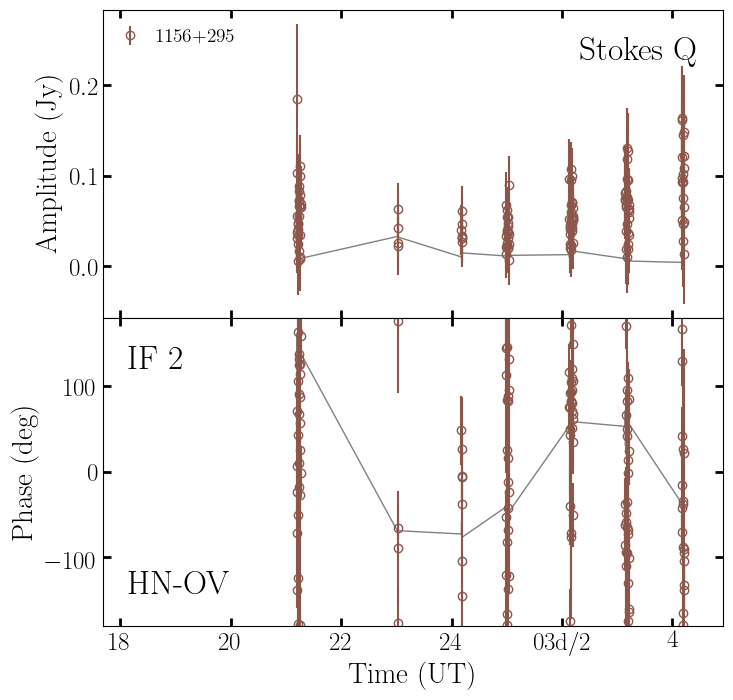 1156+295
Stokes Q
Amplitude (Jy)
0.2
0.1
0.0
IF 2
HN-OV
Phase (deg)
100
0
−100
18
20
22
24
03d/2
4
Time (UT)